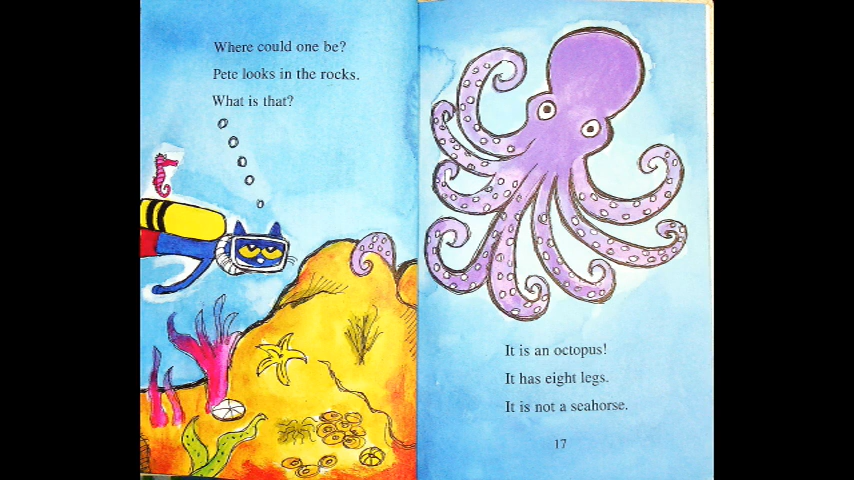 Where could one be?
Pete looks in the rocks.
What is that?
It is an octopus!
It has eight legs.
It is not a seahorse.
17